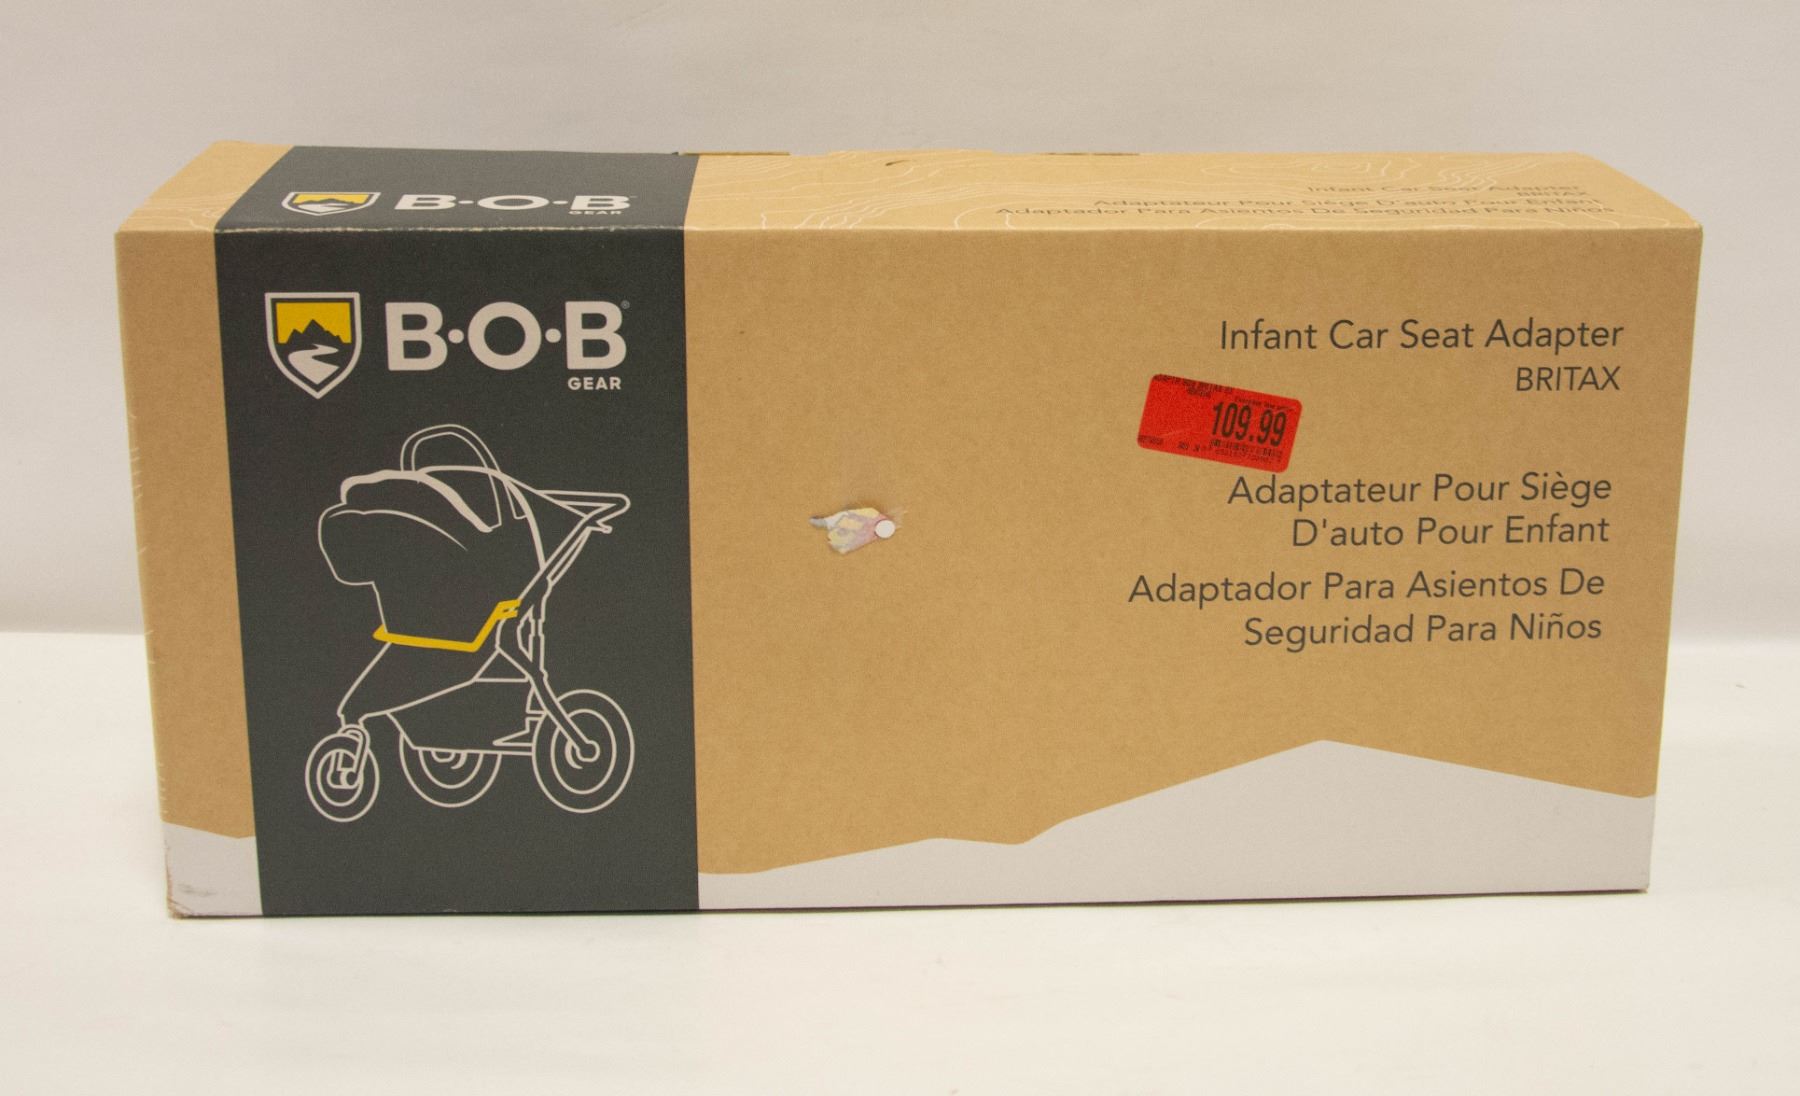 B·O·B
GEAR
Infant Car Seat Adapter
BRITAX
Adaptateur Pour Siège D'auto Pour Enfant
Adaptador Para Asientos De Seguridad Para Niños
B·O·B®
GEAR
Infant Car Seat Adapter
BRITAX
109.99
Adaptateur Pour Siège
D'auto Pour Enfant
Adaptador Para Asientos De
Seguridad Para Niños